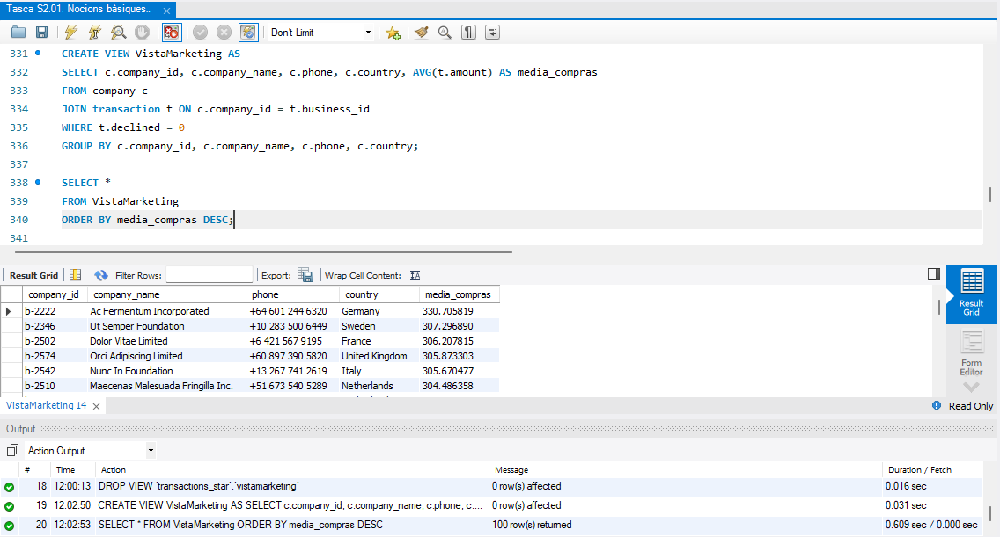 Tasca S2.01. Nocions bàsiques...
Don't Limit
331 CREATE VIEW VistaMarketing AS
332 SELECT c.company_id, c.company_name, c.phone, c.country, AVG(t.amount) AS media_compras
333 FROM company c
334 JOIN transaction t ON c.company_id = t.business_id
335 WHERE t.declined = 0
336 GROUP BY c.company_id, c.company_name, c.phone, c.country;
337
338 SELECT *
339 FROM VistaMarketing
340 ORDER BY media_compras DESC;
341
Result Grid Filter Rows: Export: Wrap Cell Content:
company_id company_name phone country media_compras
b-2222 Ac Fermentum Incorporated +64 601 244 6320 Germany 330.705819
b-2346 Ut Semper Foundation +10 283 500 6449 Sweden 307.296890
b-2502 Dolor Vitae Limited +6 421 567 9195 France 306.207815
b-2574 Orci Adipiscing Limited +60 897 390 5820 United Kingdom 305.873303
b-2542 Nunc In Foundation +13 267 741 2619 Italy 305.670477
b-2510 Maecenas Malesuada Fringilla Inc. +51 673 540 5289 Netherlands 304.486358
Result
Grid
Form
Editor
VistaMarketing 14
Read Only
Output
Action Output
# Time Action Message Duration / Fetch
18 12:00:13 DROP VIEW `transactions_star`.`vistamarketing` 0 row(s) affected 0.016 sec
19 12:02:50 CREATE VIEW VistaMarketing AS SELECT c.company_id, c.company_name, c.phone, c.... 0 row(s) affected 0.031 sec
20 12:02:53 SELECT * FROM VistaMarketing ORDER BY media_compras DESC 100 row(s) returned 0.609 sec / 0.000 sec